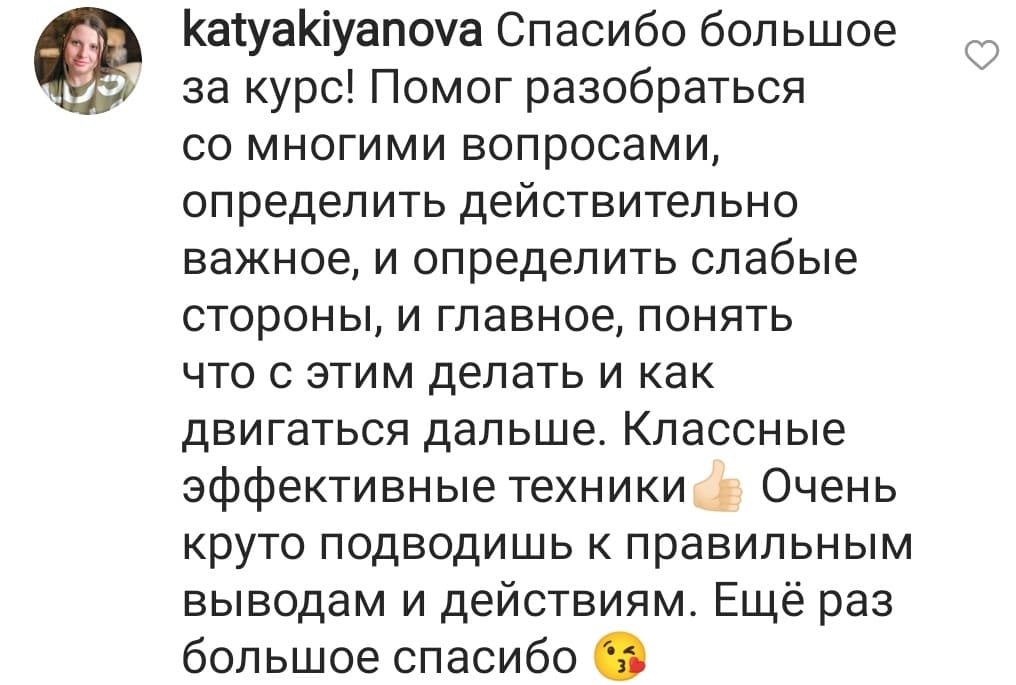 katyakiyanova Спасибо большое
за курс! Помог разобраться
со многими вопросами,
определить действительно
важное, и определить слабые
стороны, и главное, понять
что с этим делать и как
двигаться дальше. Классные
эффективные техники👍🏻 Очень
круто подводишь к правильным
выводам и действиям. Ещё раз
большое спасибо 😘